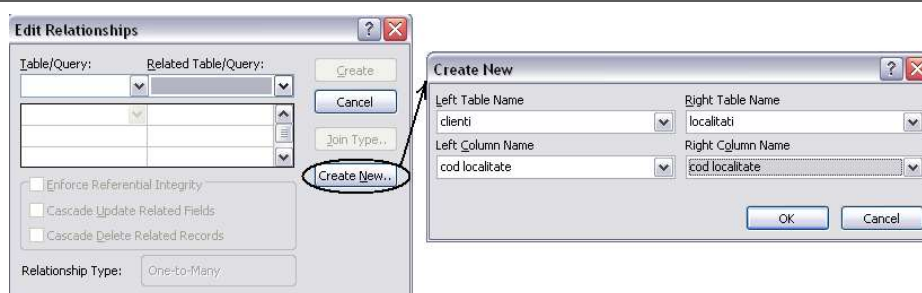 Edit Relationships
Table/Query:
Related Table/Query:
Create
Cancel
Join Type..
Create New..
Enforce Referential Integrity
Cascade Update Related Fields
Cascade Delete Related Records
Relationship Type:
One-to-Many
Create New
Left Table Name
Right Table Name
clienti
localitati
Left Column Name
Right Column Name
cod localitate
cod localitate
OK
Cancel